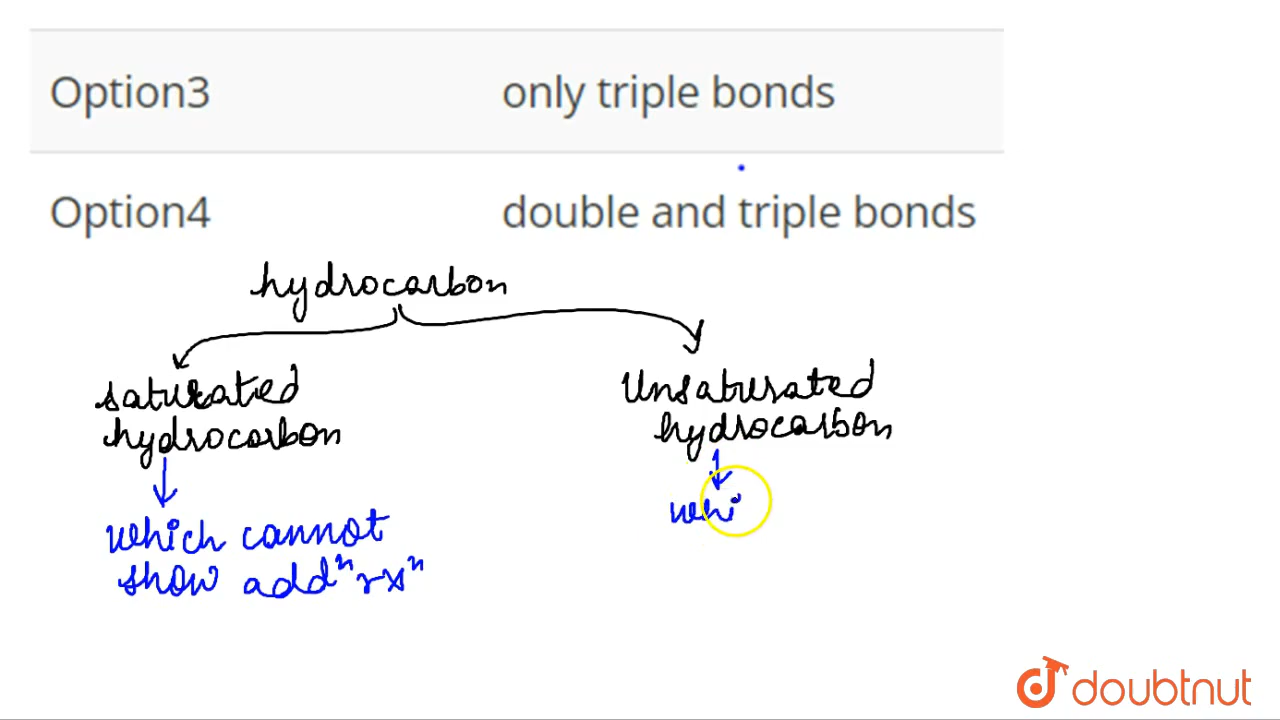 Option3 only triple bonds
Option4 double and triple bonds
hydrocarbon
saturated
hydrocarbon
Unsaturated
hydrocarbon
which cannot
show addⁿ rxⁿ
whi
doubtnut